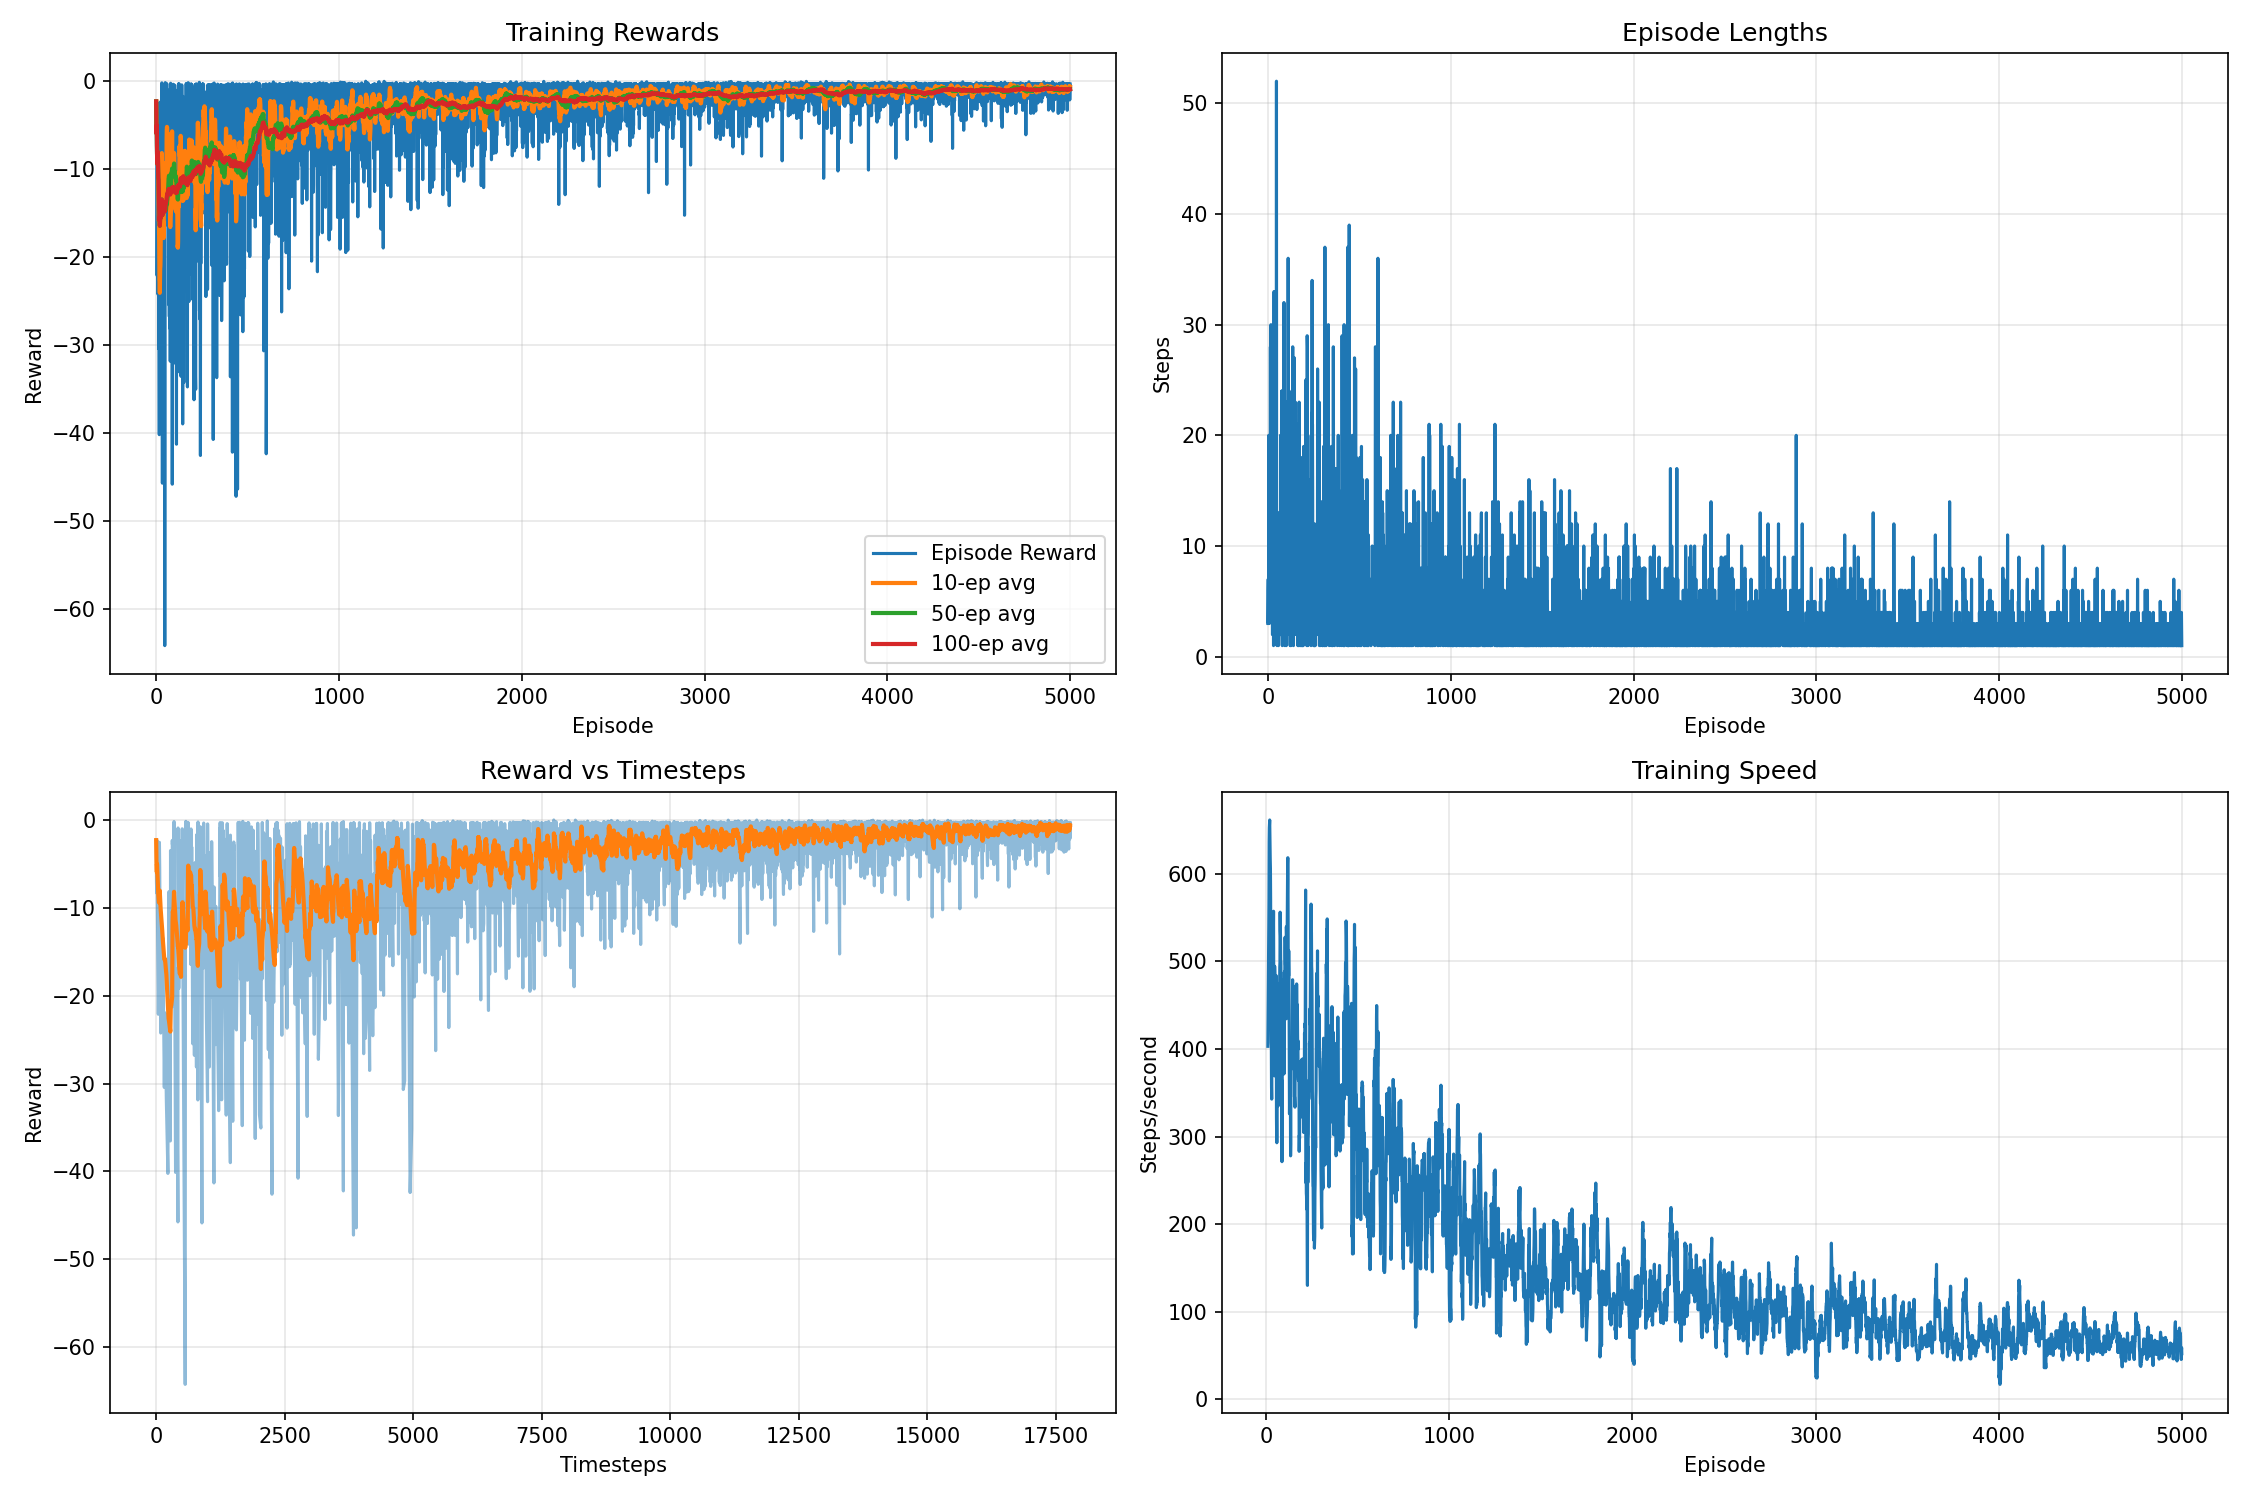 Training Rewards
0
−10
−20
−30
−40
−50
−60
Reward
0 1000 2000 3000 4000 5000
Episode
Episode Reward
10-ep avg
50-ep avg
100-ep avg
Episode Lengths
50
40
30
20
10
0
Steps
0 1000 2000 3000 4000 5000
Episode
Reward vs Timesteps
0
−10
−20
−30
−40
−50
−60
Reward
0 2500 5000 7500 10000 12500 15000 17500
Timesteps
Training Speed
600
500
400
300
200
100
0
Steps/second
0 1000 2000 3000 4000 5000
Episode